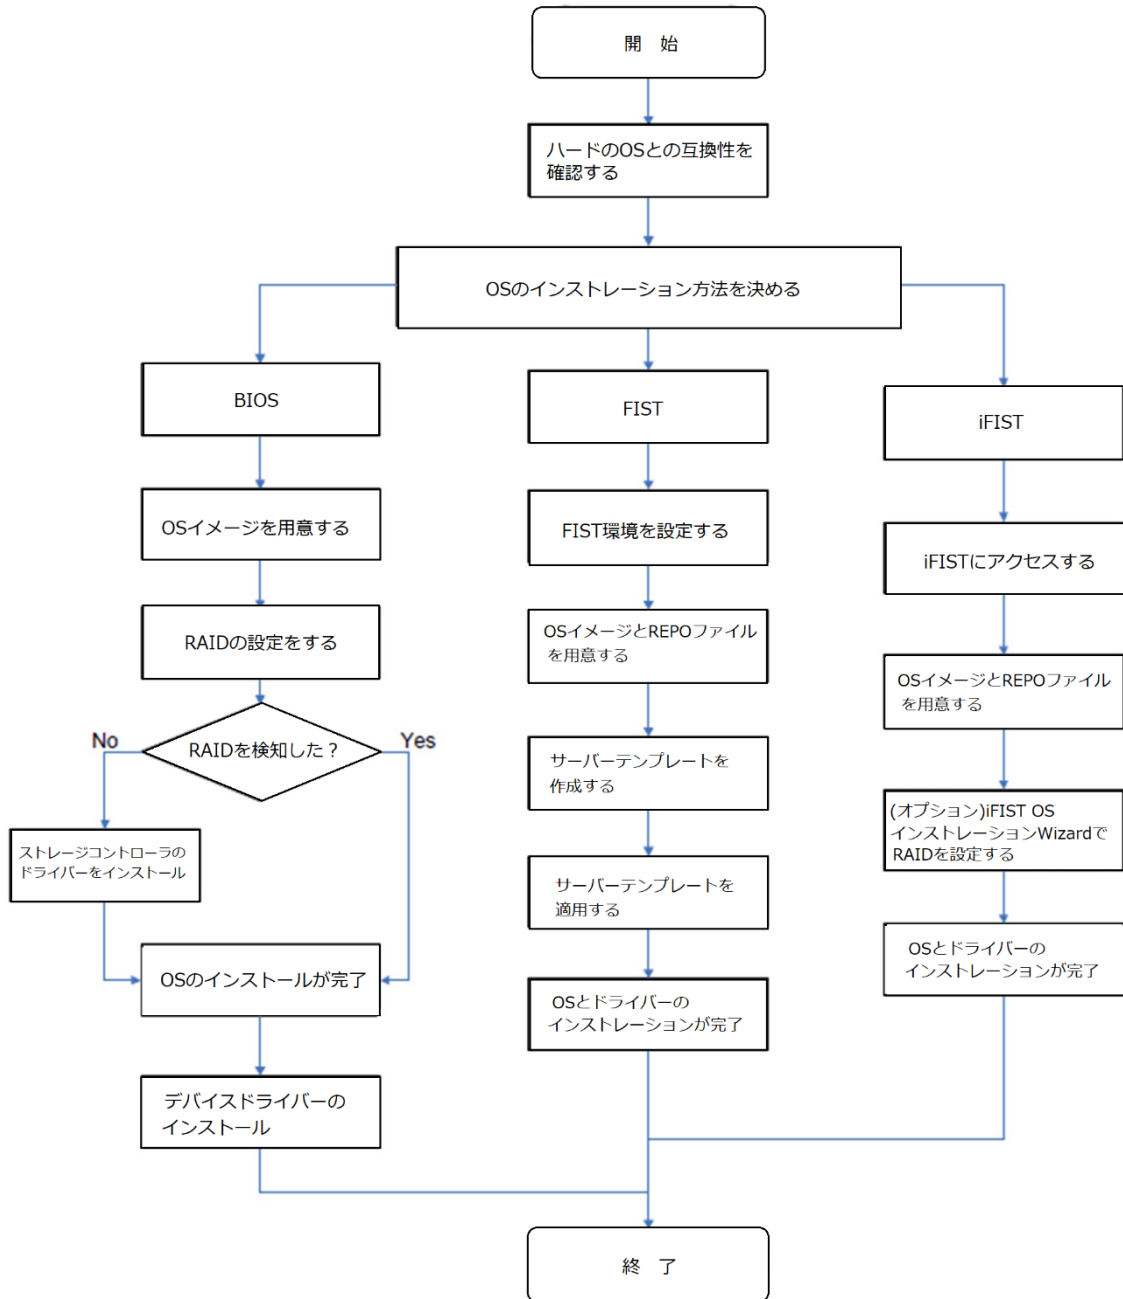 開 始
ハードのOSとの互換性を
確認する
OSのインストレーション方法を決める
BIOS
OSイメージを用意する
RAIDの設定をする
RAIDを検知した？
No
Yes
ストレージコントローラの
ドライバーをインストール
OSのインストールが完了
デバイスドライバーの
インストール
FIST
FIST環境を設定する
OSイメージとREPOファイル
を用意する
サーバーテンプレートを
作成する
サーバーテンプレートを
適用する
OSとドライバーの
インストレーションが完了
iFIST
iFISTにアクセスする
OSイメージとREPOファイル
を用意する
(オプション)iFIST OS
インストレーションWizardで
RAIDを設定する
OSとドライバーの
インストレーションが完了
終 了